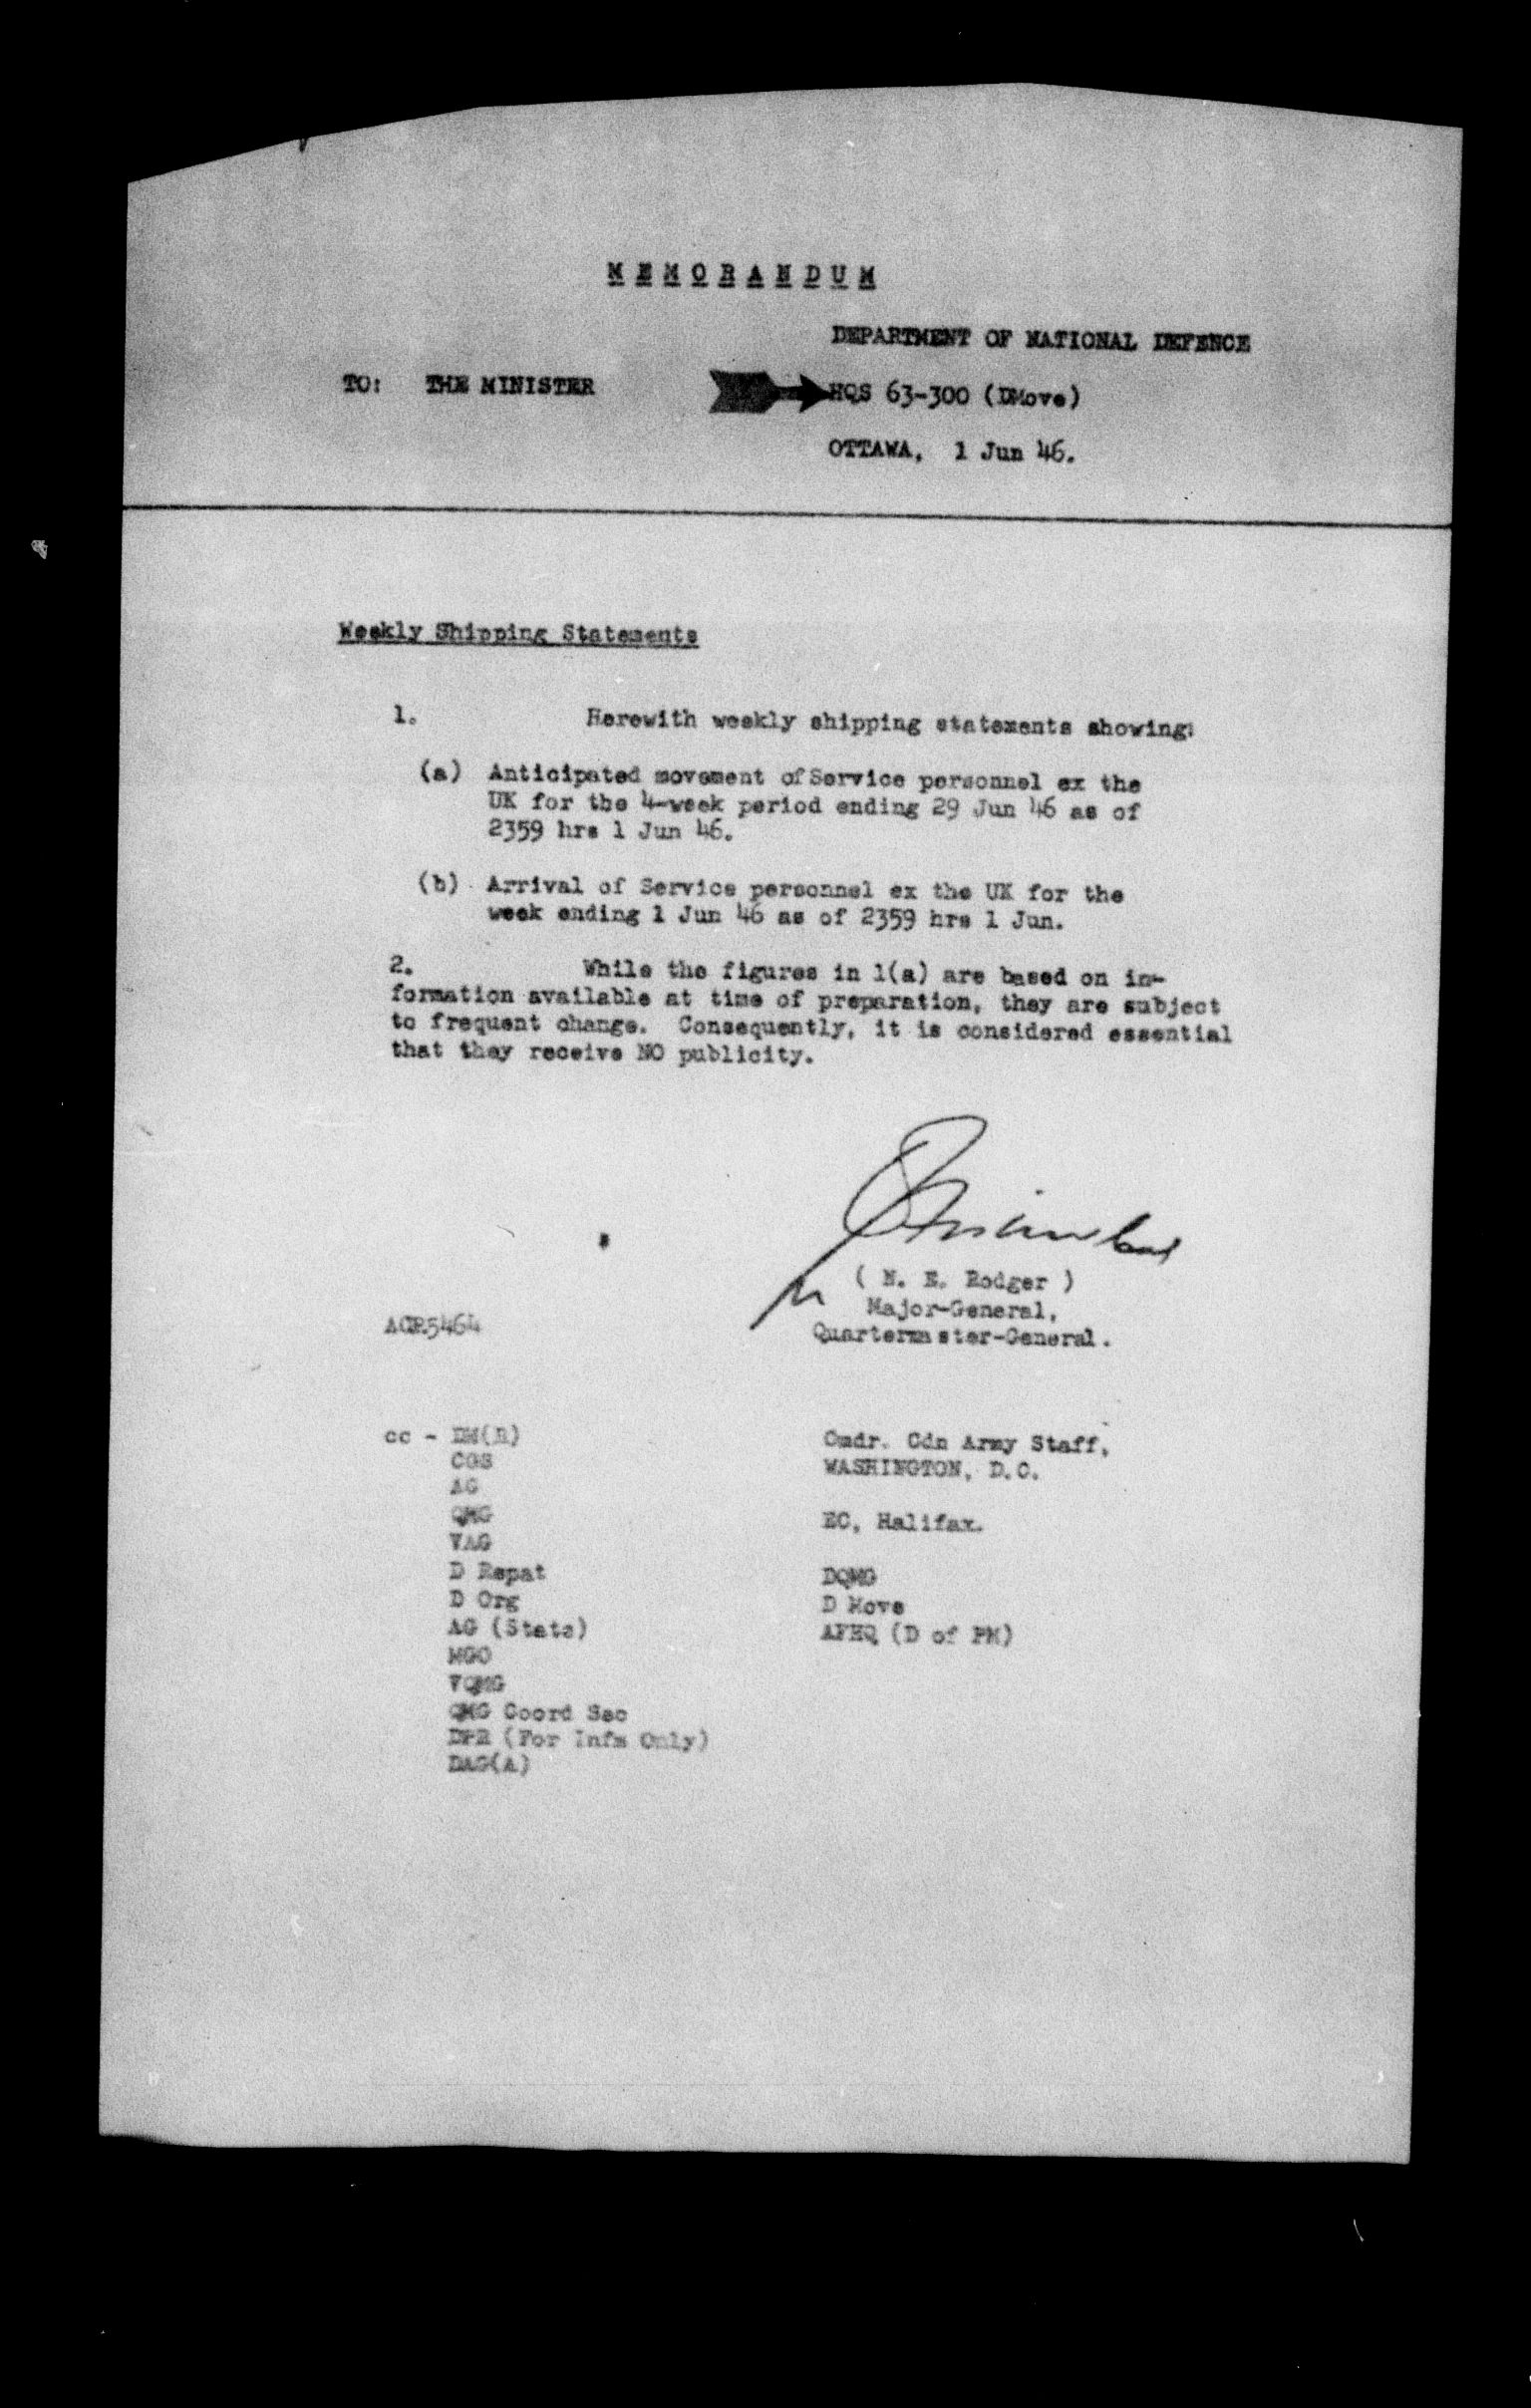 MEMORANDUM
DEPARTMENT OF NATIONAL DEFENCE
TO: THE MINISTER
HQS 63-300 (DMove)
OTTAWA, 1 Jun 46.
Weekly Shipping Statements
1. Herewith weekly shipping statements showing:
(a) Anticipated movement of Service personnel ex the
UK for the 4-week period ending 29 Jun 46 as of
2359 hrs 1 Jun 46.
(b) Arrival of Service personnel ex the UK for the
week ending 1 Jun 46 as of 2359 hrs 1 Jun.
2. While the figures in 1(a) are based on in-
formation available at time of preparation, they are subject
to frequent change. Consequently, it is considered essential
that they receive NO publicity.
( N. E. Rodger )
Major-General,
Quartermaster-General.
cc - DM(R)
CGS
AG
QMG
VAG
D Repat
D Org
AG (Stats)
MGO
VQMG
QMG Coord Sec
DPR (For Infm Only)
DAG(A)
Cmdr. Cdn Army Staff,
WASHINGTON, D.C.
EC, Halifax.
DQMG
D Move
AFHQ (D of PM)